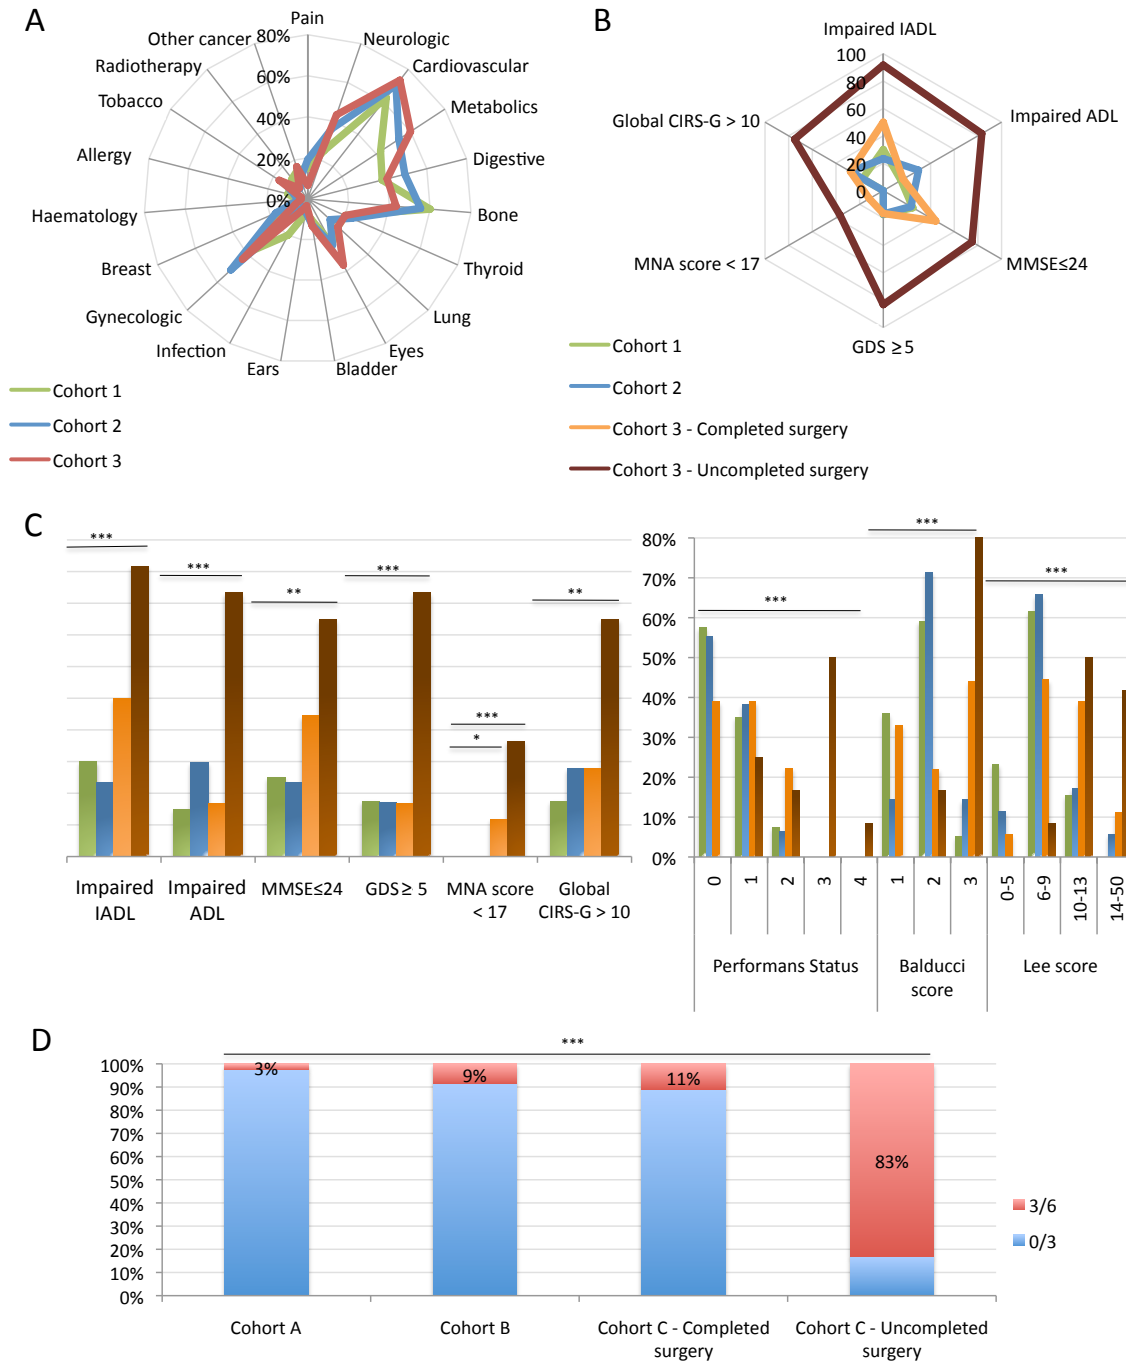 A
Pain
80%
60%
40%
20%
0%
Neurologic
Cardiovascular
Metabolics
Digestive
Bone
Thyroid
Lung
Eyes
Bladder
Ears
Infection
Gynecologic
Breast
Haematology
Allergy
Tobacco
Radiotherapy
Other cancer
Cohort 1
Cohort 2
Cohort 3
B
Impaired IADL
100
80
60
40
20
0
Impaired ADL
MMSE≤24
GDS ≥ 5
MNA score < 17
Global CIRS-G > 10
Cohort 1
Cohort 2
Cohort 3 - Completed surgery
Cohort 3 - Uncompleted surgery
C
***
***
**
***
***
*
**
Impaired
IADL
Impaired
ADL
MMSE≤24
GDS ≥ 5
MNA score
< 17
Global
CIRS-G > 10
***
***
***
80%
70%
60%
50%
40%
30%
20%
10%
0%
0
1
2
3
4
1
2
3
0-5
6-9
10-13
14-50
Performans Status
Balducci
score
Lee score
D
***
100%
90%
80%
70%
60%
50%
40%
30%
20%
10%
0%
3%
9%
11%
83%
Cohort A
Cohort B
Cohort C - Completed
surgery
Cohort C - Uncompleted
surgery
3/6
0/3